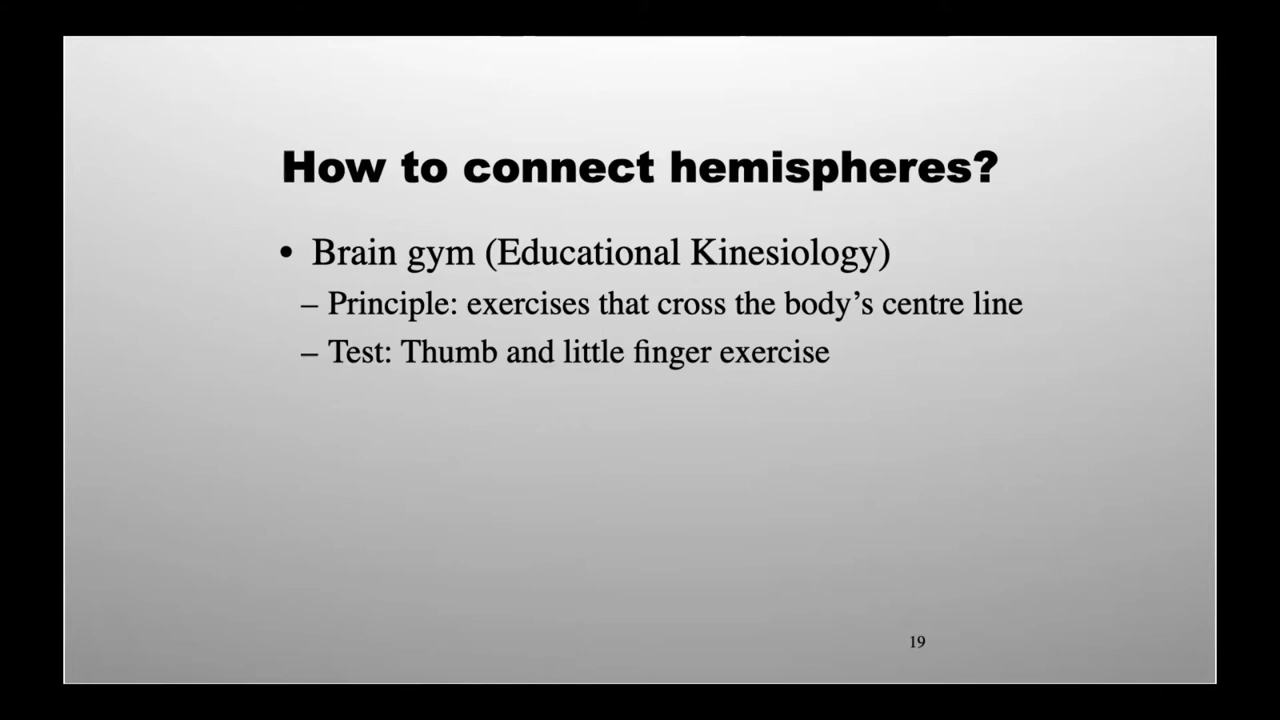 How to connect hemispheres?
• Brain gym (Educational Kinesiology)
– Principle: exercises that cross the body’s centre line
– Test: Thumb and little finger exercise
19